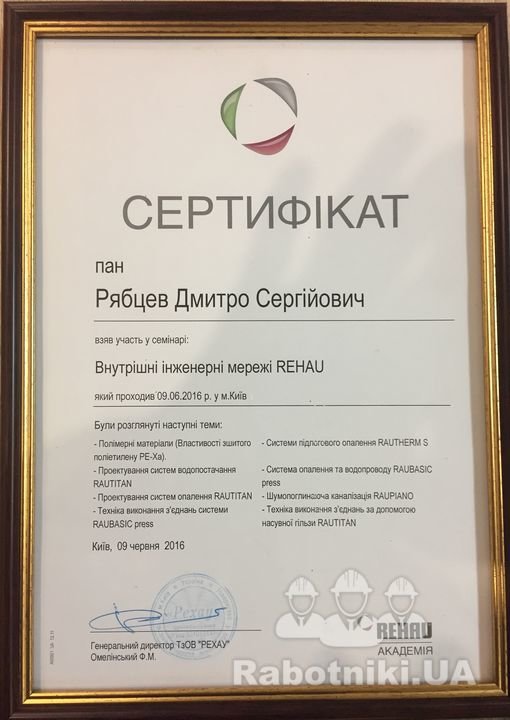 СЕРТИФІКАТ
пан
Рябцев Дмитро Сергійович
взяв участь у семінарі:
Внутрішні інженерні мережі REHAU
який проходив 09.06.2016 р. у м.Київ
Були розглянуті наступні теми:
- Полімерні матеріали (Властивості зшитого
поліетилену PE-Xa).
- Проектування систем водопостачання
RAUTITAN
- Проектування систем опалення RAUTITAN
- Техніка виконання з'єднань системи
RAUBASIC press
- Системи підлогового опалення RAUTHERM S
- Система опалення та водопроводу RAUBASIC
press
- Шумопоглинаюча каналізація RAUPIANO
- Техніка виконання з'єднань за допомогою
насувної гільзи RAUTITAN
Київ, 09 червня 2016
Рехау
Генеральний директор ТзОВ "РЕХАУ"
Омелінський Ф.М.
REHAU
АКАДЕМІЯ
Rabotniki.UA